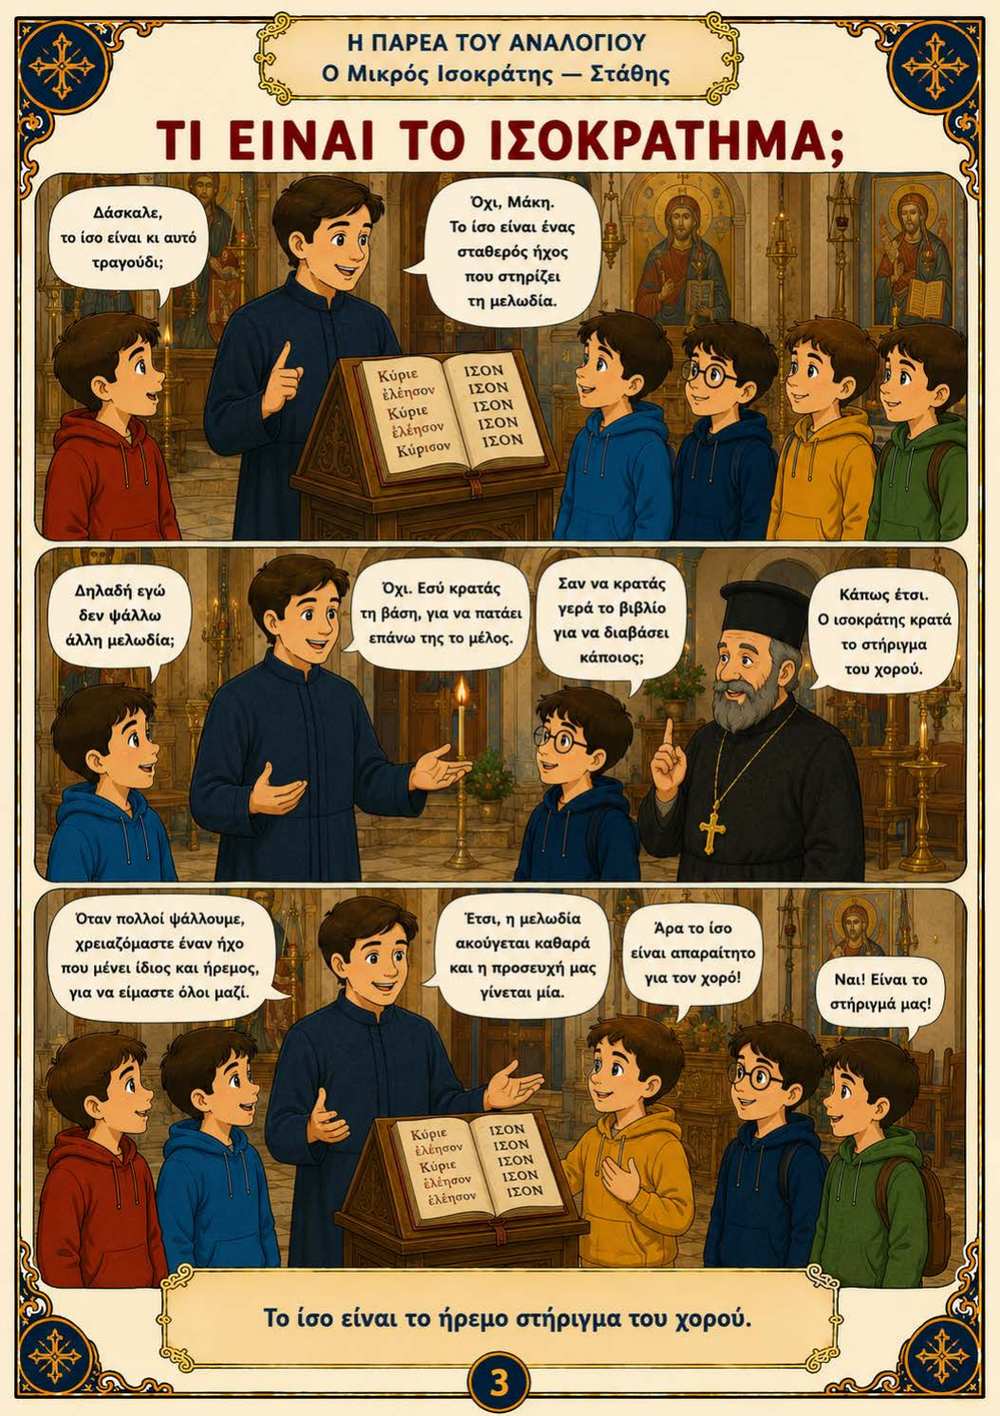 Η ΠΑΡΕΑ ΤΟΥ ΑΝΑΛΟΓΙΟΥ
Ο Μικρός Ισοκράτης — Στάθης
ΤΙ ΕΙΝΑΙ ΤΟ ΙΣΟΚΡΑΤΗΜΑ;
Δάσκαλε,
το ίσο είναι κι αυτό
τραγούδι;
Όχι, Μάκη.
Το ίσο είναι ένας
σταθερός ήχος
που στηρίζει
τη μελωδία.
Κύριε
ἐλέησον
Κύριε
ἐλέησον
Κύρισον
ΙΣΟΝ
ΙΣΟΝ
ΙΣΟΝ
ΙΣΟΝ
ΙΣΟΝ
Δηλαδή εγώ
δεν ψάλλω
άλλη μελωδία;
Όχι. Εσύ κρατάς
τη βάση, για να πατάει
επάνω της το μέλος.
Σαν να κρατάς
γερά το βιβλίο
για να διαβάσει
κάποιος;
Κάπως έτσι.
Ο ισοκράτης κρατά
το στήριγμα
του χορού.
Όταν πολλοί ψάλλουμε,
χρειαζόμαστε έναν ήχο
που μένει ίδιος και ήρεμος,
για να είμαστε όλοι μαζί.
Έτσι, η μελωδία
ακούγεται καθαρά
και η προσευχή μας
γίνεται μία.
Άρα το ίσο
είναι απαραίτητο
για τον χορό!
Ναι! Είναι το
στήριγμά μας!
Κύριε
ἐλέησον
Κύριε
ἐλέησον
ἐλέησον
ΙΣΟΝ
ΙΣΟΝ
ΙΣΟΝ
ΙΣΟΝ
ΙΣΟΝ
Το ίσο είναι το ήρεμο στήριγμα του χορού.
3